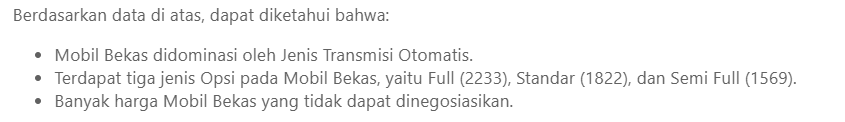 Berdasarkan data di atas, dapat diketahui bahwa:
• Mobil Bekas didominasi oleh Jenis Transmisi Otomatis.
• Terdapat tiga jenis Opsi pada Mobil Bekas, yaitu Full (2233), Standar (1822), dan Semi Full (1569).
• Banyak harga Mobil Bekas yang tidak dapat dinegosiasikan.